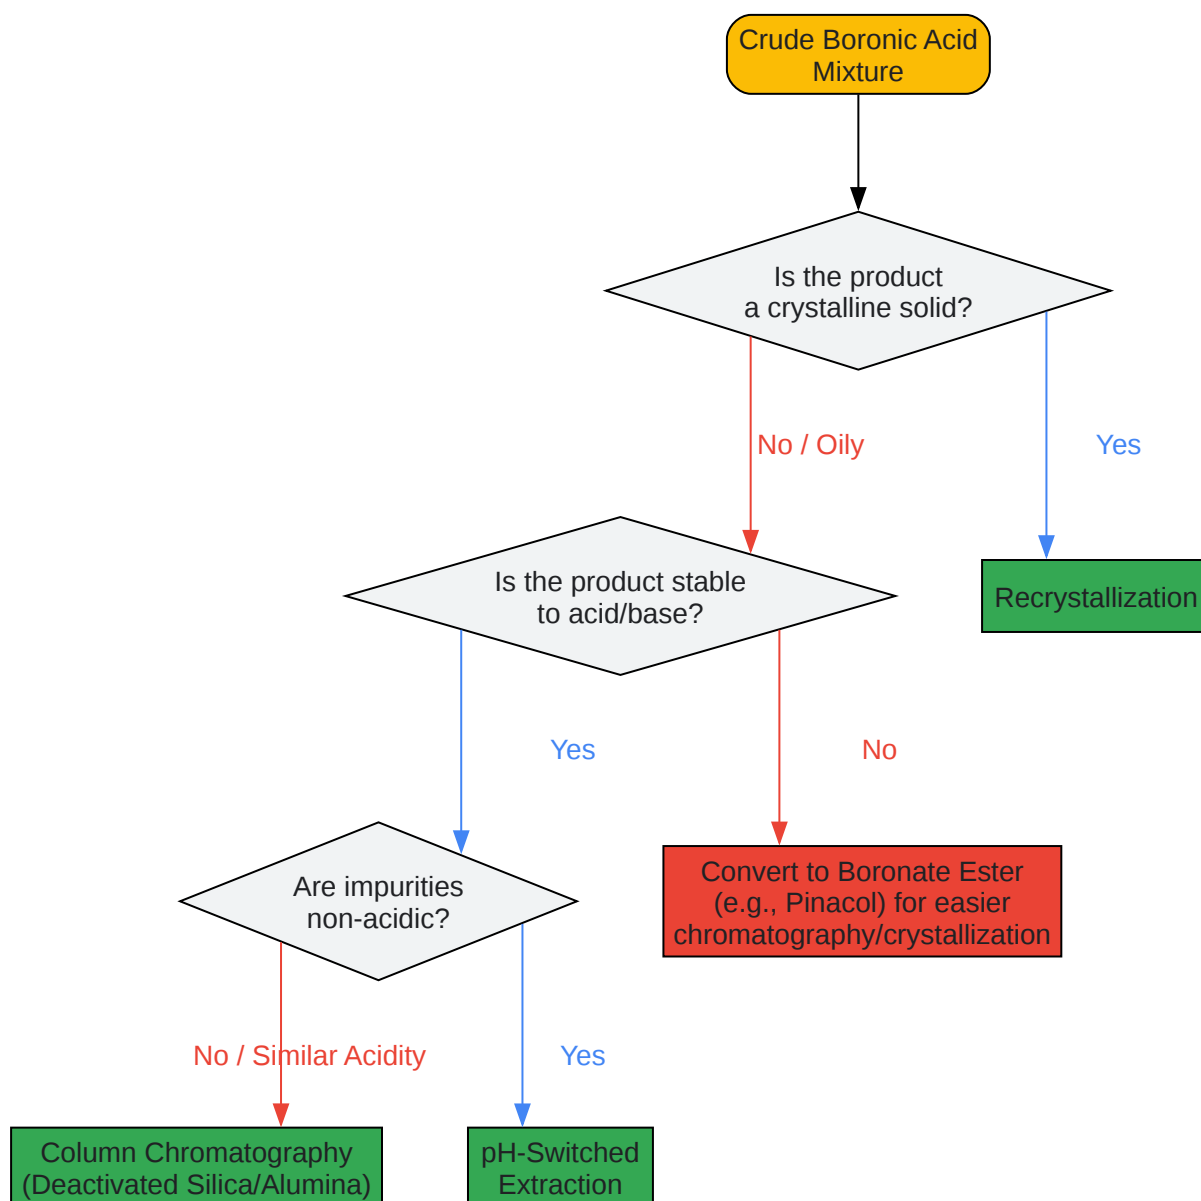 Crude Boronic Acid
Mixture
Is the product
a crystalline solid?
No / Oily
Yes
Is the product stable
to acid/base?
Recrystallization
Yes
No
Are impurities
non-acidic?
Convert to Boronate Ester
(e.g., Pinacol) for easier
chromatography/crystallization
No / Similar Acidity
Yes
Column Chromatography
(Deactivated Silica/Alumina)
pH-Switched
Extraction